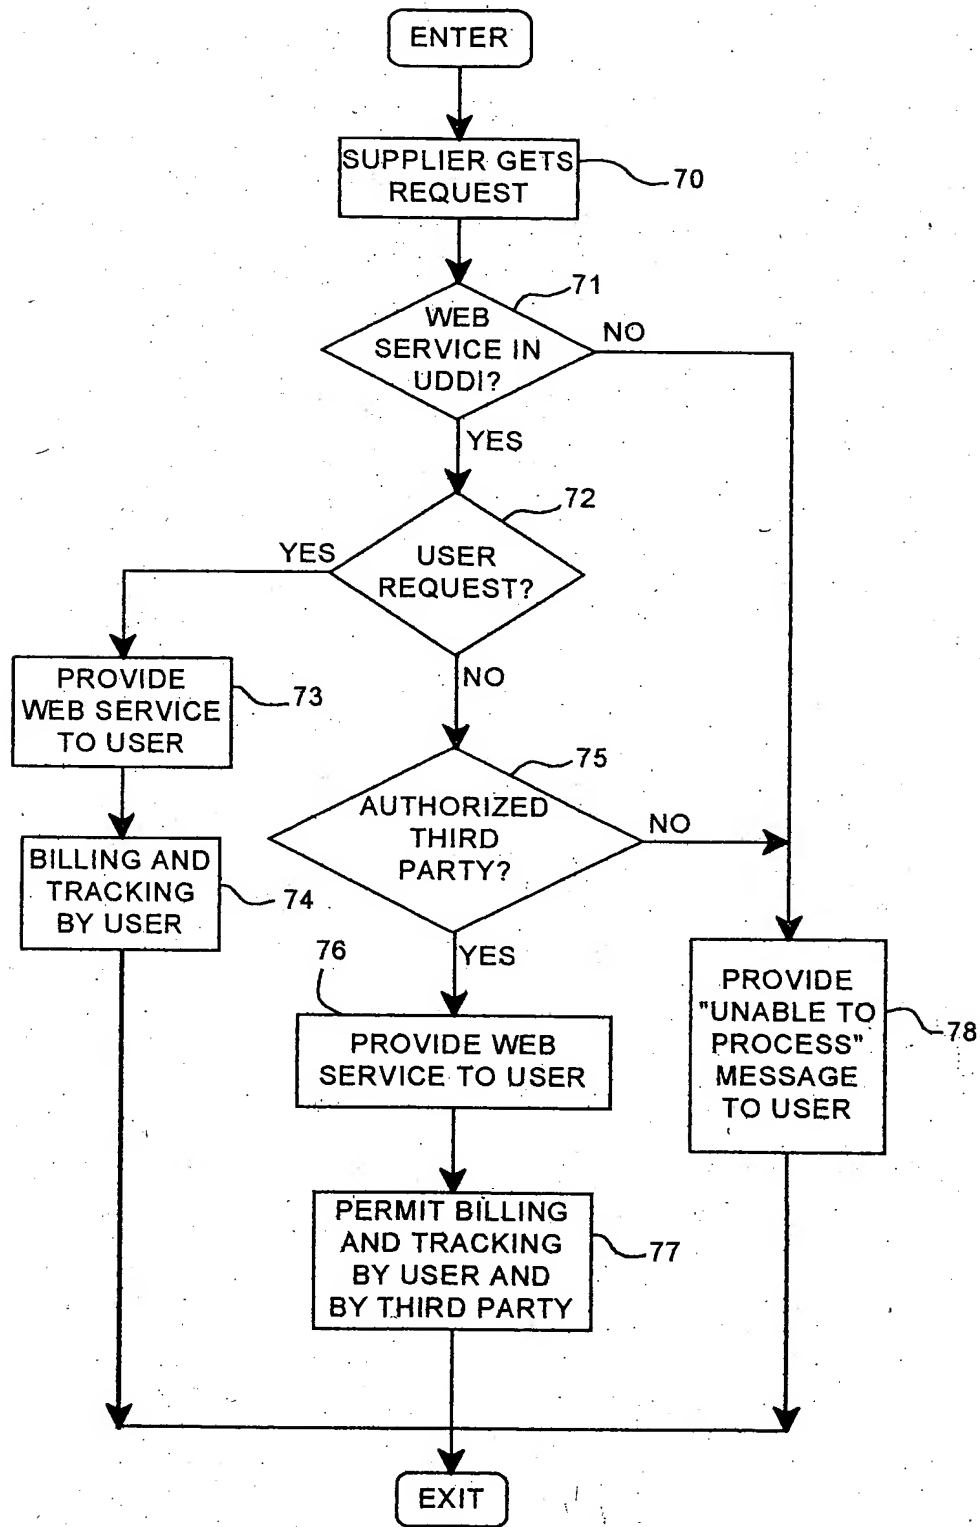 ENTER
SUPPLIER GETS
REQUEST
70
71
WEB
SERVICE IN
UDDI?
NO
YES
72
YES
USER
REQUEST?
NO
PROVIDE
WEB SERVICE
TO USER
73
75
AUTHORIZED
THIRD
PARTY?
NO
BILLING AND
TRACKING
BY USER
74
YES
76
PROVIDE WEB
SERVICE TO USER
PROVIDE
"UNABLE TO
PROCESS"
MESSAGE
TO USER
78
PERMIT BILLING
AND TRACKING
BY USER AND
BY THIRD PARTY
77
EXIT